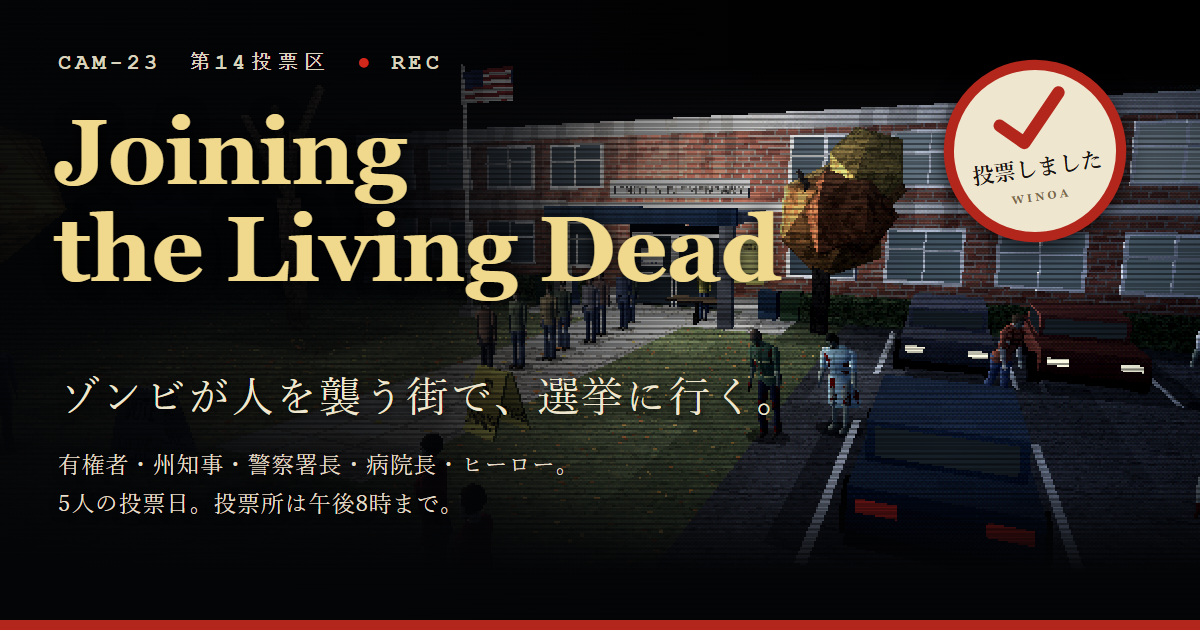 CAM-23 第14投票区 ● REC
Joining
the Living Dead
投票しました
WINOA
ゾンビが人を襲う街で、選挙に行く。
有権者・州知事・警察署長・病院長・ヒーロー。
5人の投票日。投票所は午後8時まで。